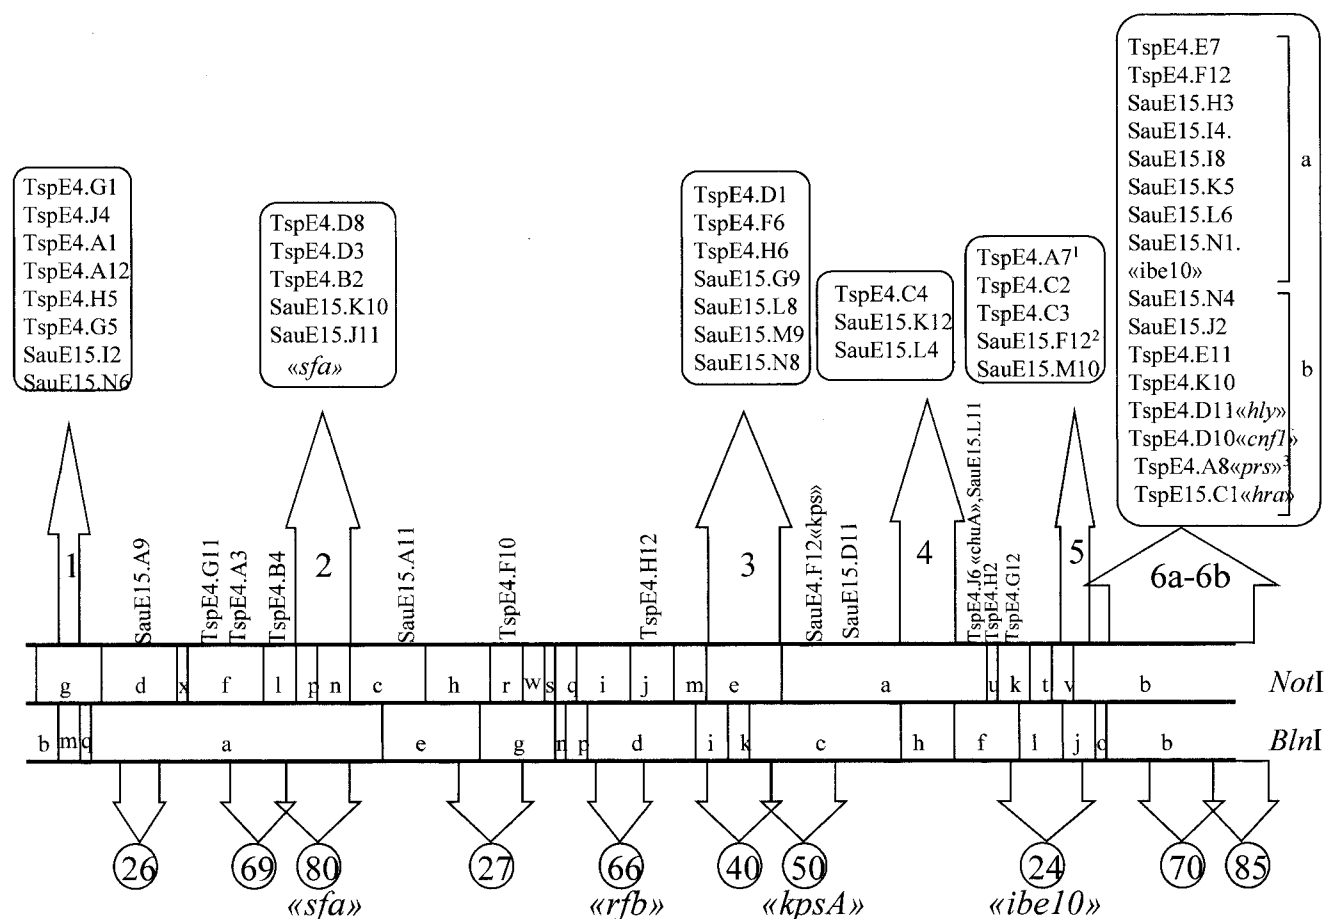 TspE4.G1
TspE4.J4
TspE4.A1
TspE4.A12
TspE4.H5
TspE4.G5
SauE15.I2
SauE15.N6
TspE4.D8
TspE4.D3
TspE4.B2
SauE15.K10
SauE15.J11
«sfa»
TspE4.D1
TspE4.F6
TspE4.H6
SauE15.G9
SauE15.L8
SauE15.M9
SauE15.N8
TspE4.C4
SauE15.K12
SauE15.L4
TspE4.A7¹
TspE4.C2
TspE4.C3
SauE15.F12²
SauE15.M10
TspE4.E7
TspE4.F12
SauE15.H3
SauE15.I4.
SauE15.I8
SauE15.K5
SauE15.L6
SauE15.N1.
«ibe10»
a
SauE15.N4
SauE15.J2
TspE4.E11
TspE4.K10
TspE4.D11«hly»
TspE4.D10«cnf1»
TspE4.A8«prs»³
TspE15.C1«hra»
b
1
SauE15.A9
TspE4.G11
TspE4.A3
TspE4.B4
2
SauE15.A11
TspE4.F10
TspE4.H12
3
SauE4.F12«kps»
SauE15.D11
4
TspE4.J6 «chuA»,SauE15.L11
TspE4.H2
TspE4.G12
5
6a-6b
g d x f l p n c h r w s q i j m e a u k t v b NotI
b m q a e g n p d i k c h f l j o b BlnI
26 69 80 27 66 40 50 24 70 85
«sfa» «rfb» «kpsA» «ibe10»